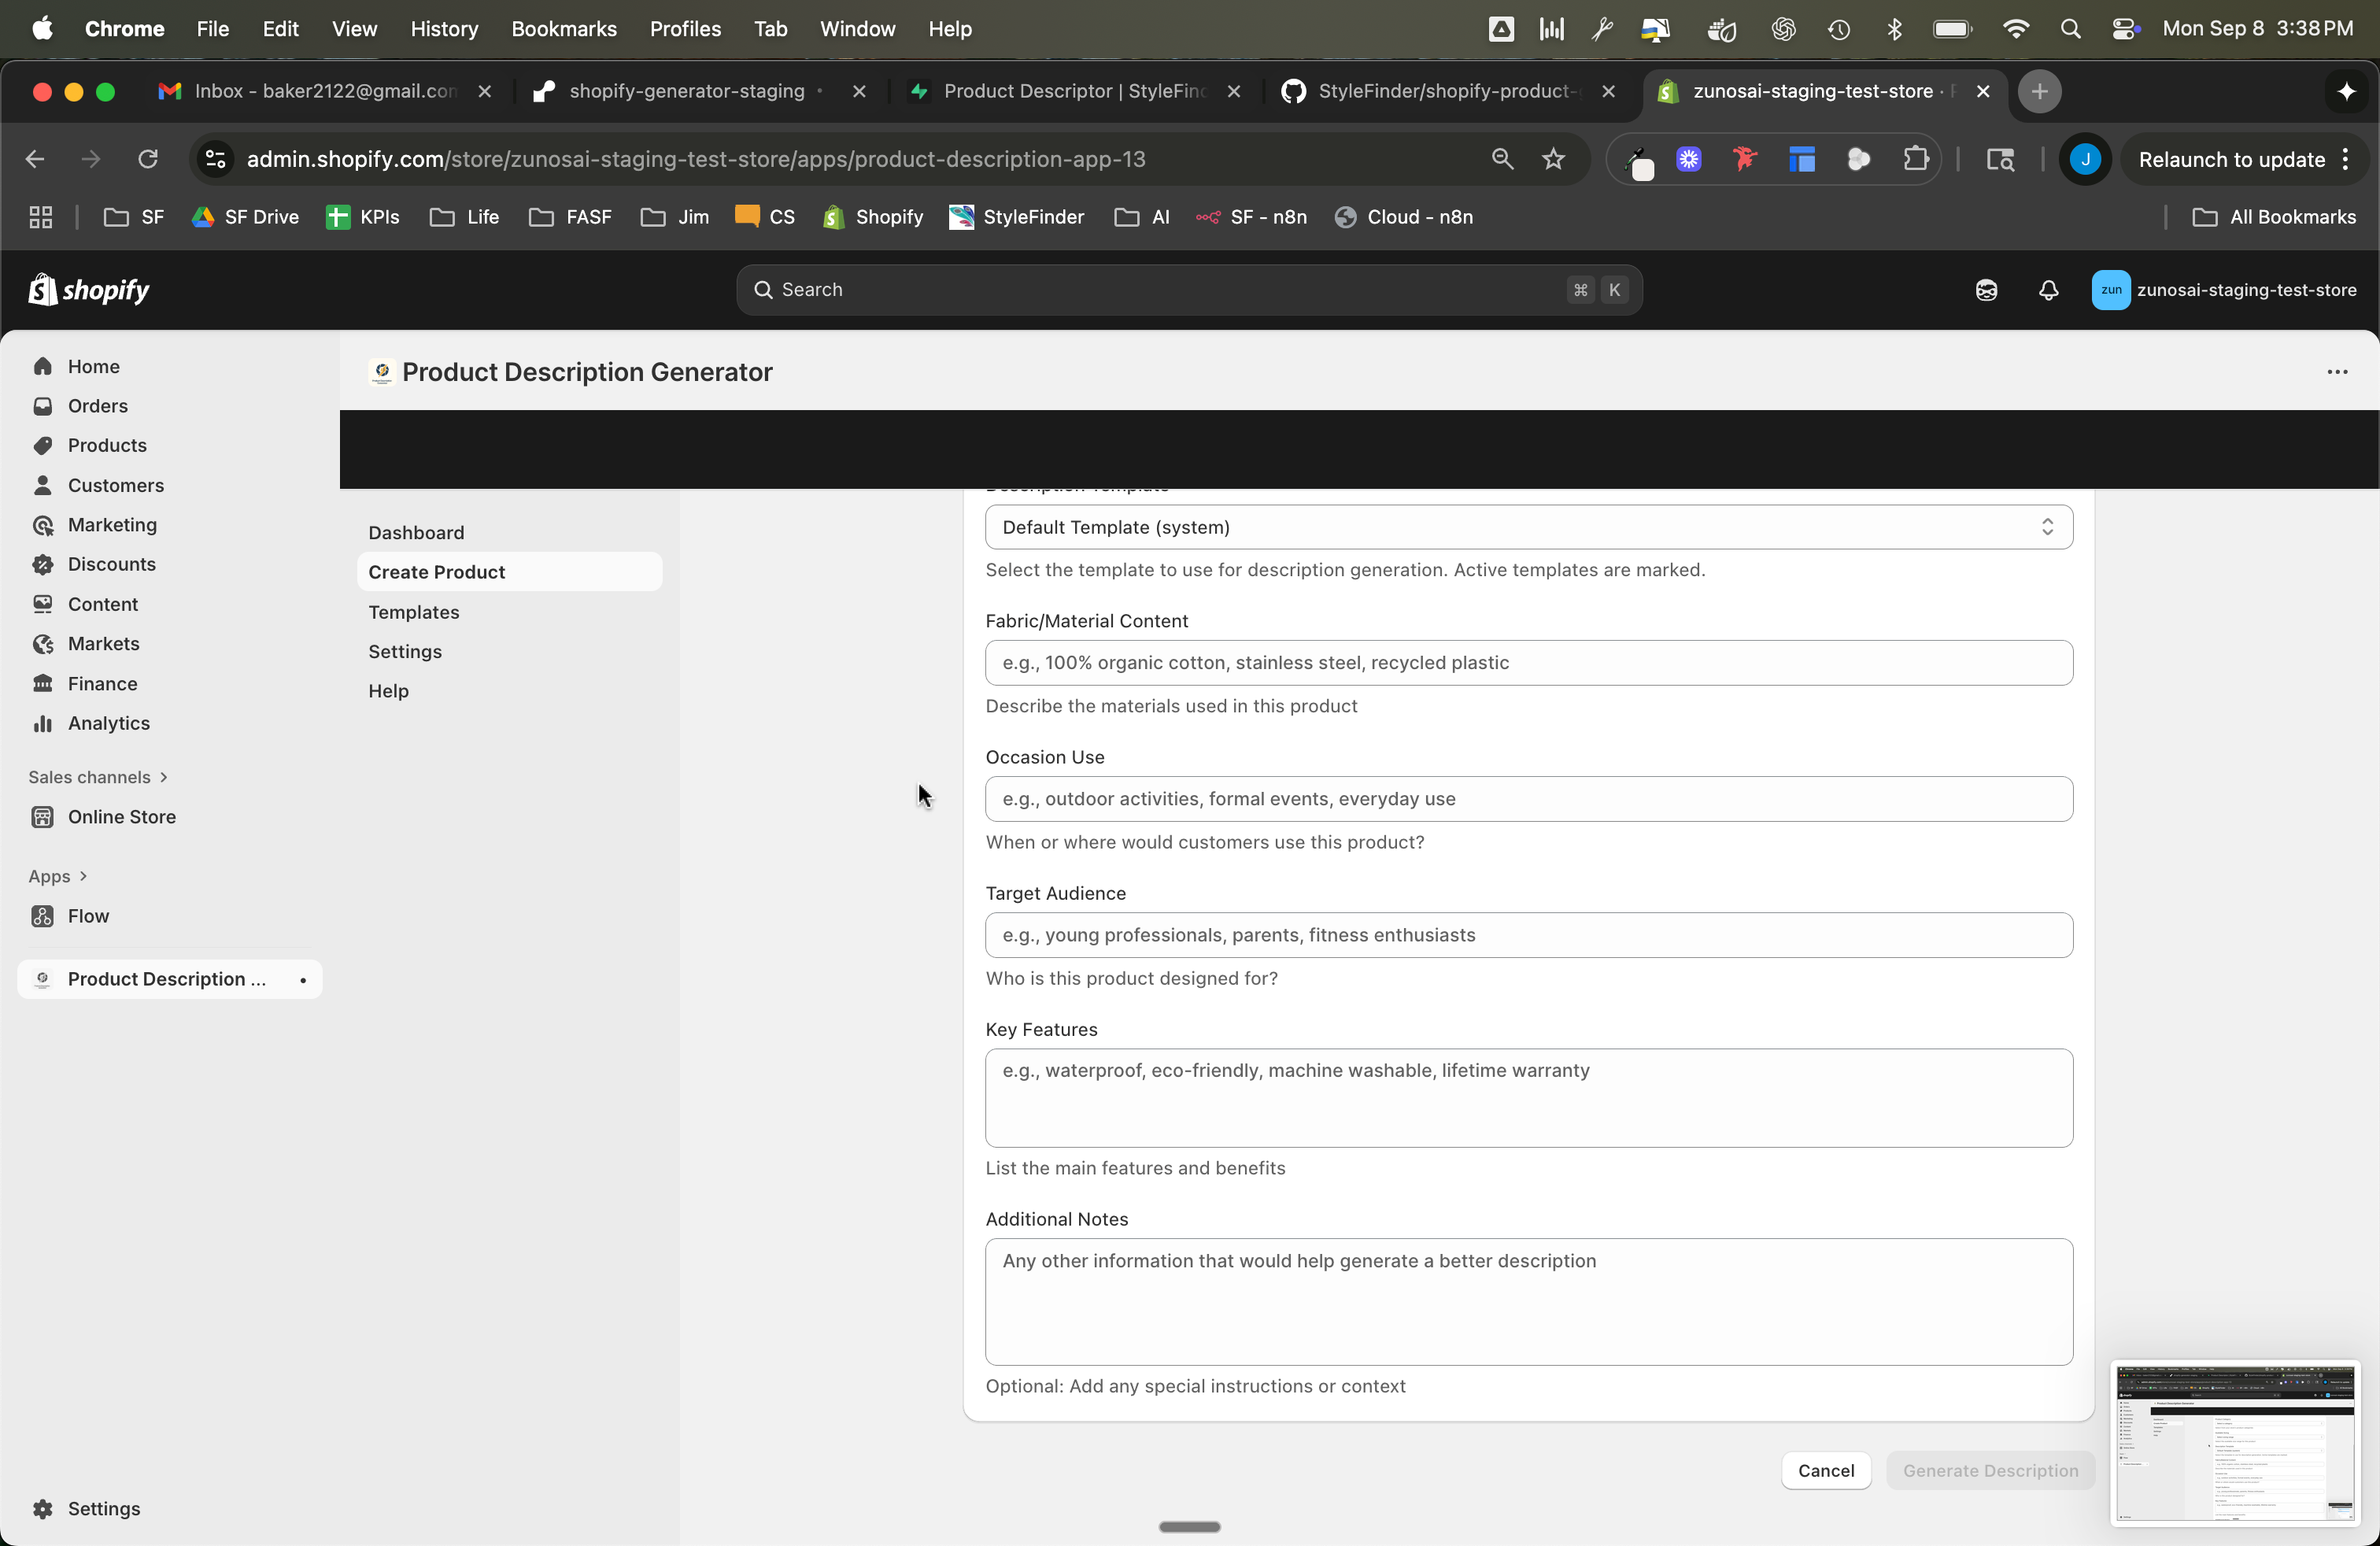 Chrome File Edit View History Bookmarks Profiles Tab Window Help Mon Sep 8 3:38 PM
Inbox - baker2122@gmail.con shopify-generator-staging Product Descriptor | StyleFinc StyleFinder/shopify-product- zunosai-staging-test-store ·
admin.shopify.com/store/zunosai-staging-test-store/apps/product-description-app-13 J Relaunch to update
SF SF Drive KPIs Life FASF Jim CS Shopify StyleFinder AI SF - n8n Cloud - n8n All Bookmarks
shopify Search ⌘ K zun zunosai-staging-test-store
Home
Orders
Products
Customers
Marketing
Discounts
Content
Markets
Finance
Analytics
Sales channels
Online Store
Apps
Flow
Product Description ...
Settings
Product Description Generator
Dashboard
Create Product
Templates
Settings
Help
Description Template
Default Template (system)
Select the template to use for description generation. Active templates are marked.
Fabric/Material Content
e.g., 100% organic cotton, stainless steel, recycled plastic
Describe the materials used in this product
Occasion Use
e.g., outdoor activities, formal events, everyday use
When or where would customers use this product?
Target Audience
e.g., young professionals, parents, fitness enthusiasts
Who is this product designed for?
Key Features
e.g., waterproof, eco-friendly, machine washable, lifetime warranty
List the main features and benefits
Additional Notes
Any other information that would help generate a better description
Optional: Add any special instructions or context
Cancel Generate Description